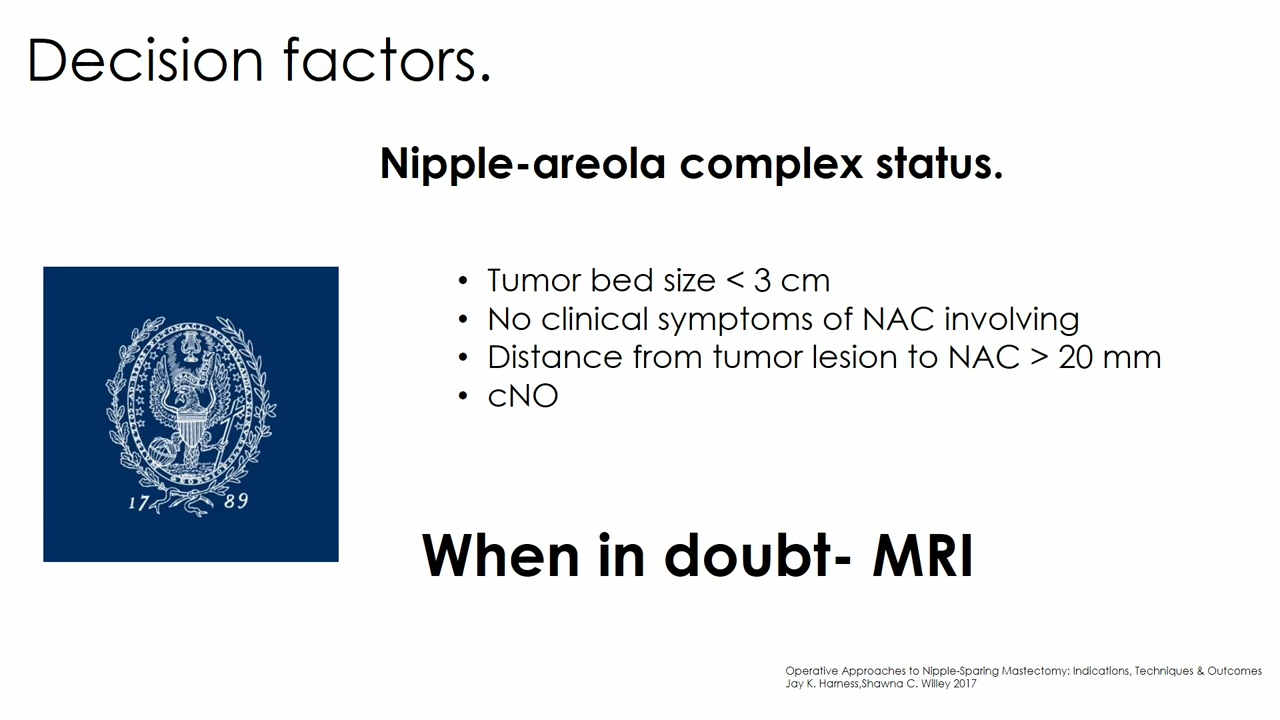 Decision factors.
Nipple-areola complex status.
• Tumor bed size < 3 cm
• No clinical symptoms of NAC involving
• Distance from tumor lesion to NAC > 20 mm
• cNO
17 89
When in doubt- MRI
Operative Approaches to Nipple-Sparing Mastectomy: Indications, Techniques & Outcomes
Jay K. Harness,Shawna C. Willey 2017